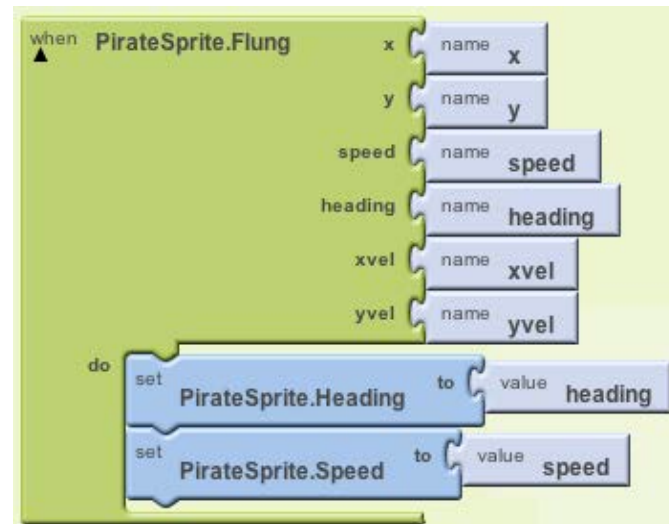 when PirateSprite.Flung x name x
y name y
speed name speed
heading name heading
xvel name xvel
yvel name yvel
do set PirateSprite.Heading to value heading
set PirateSprite.Speed to value speed